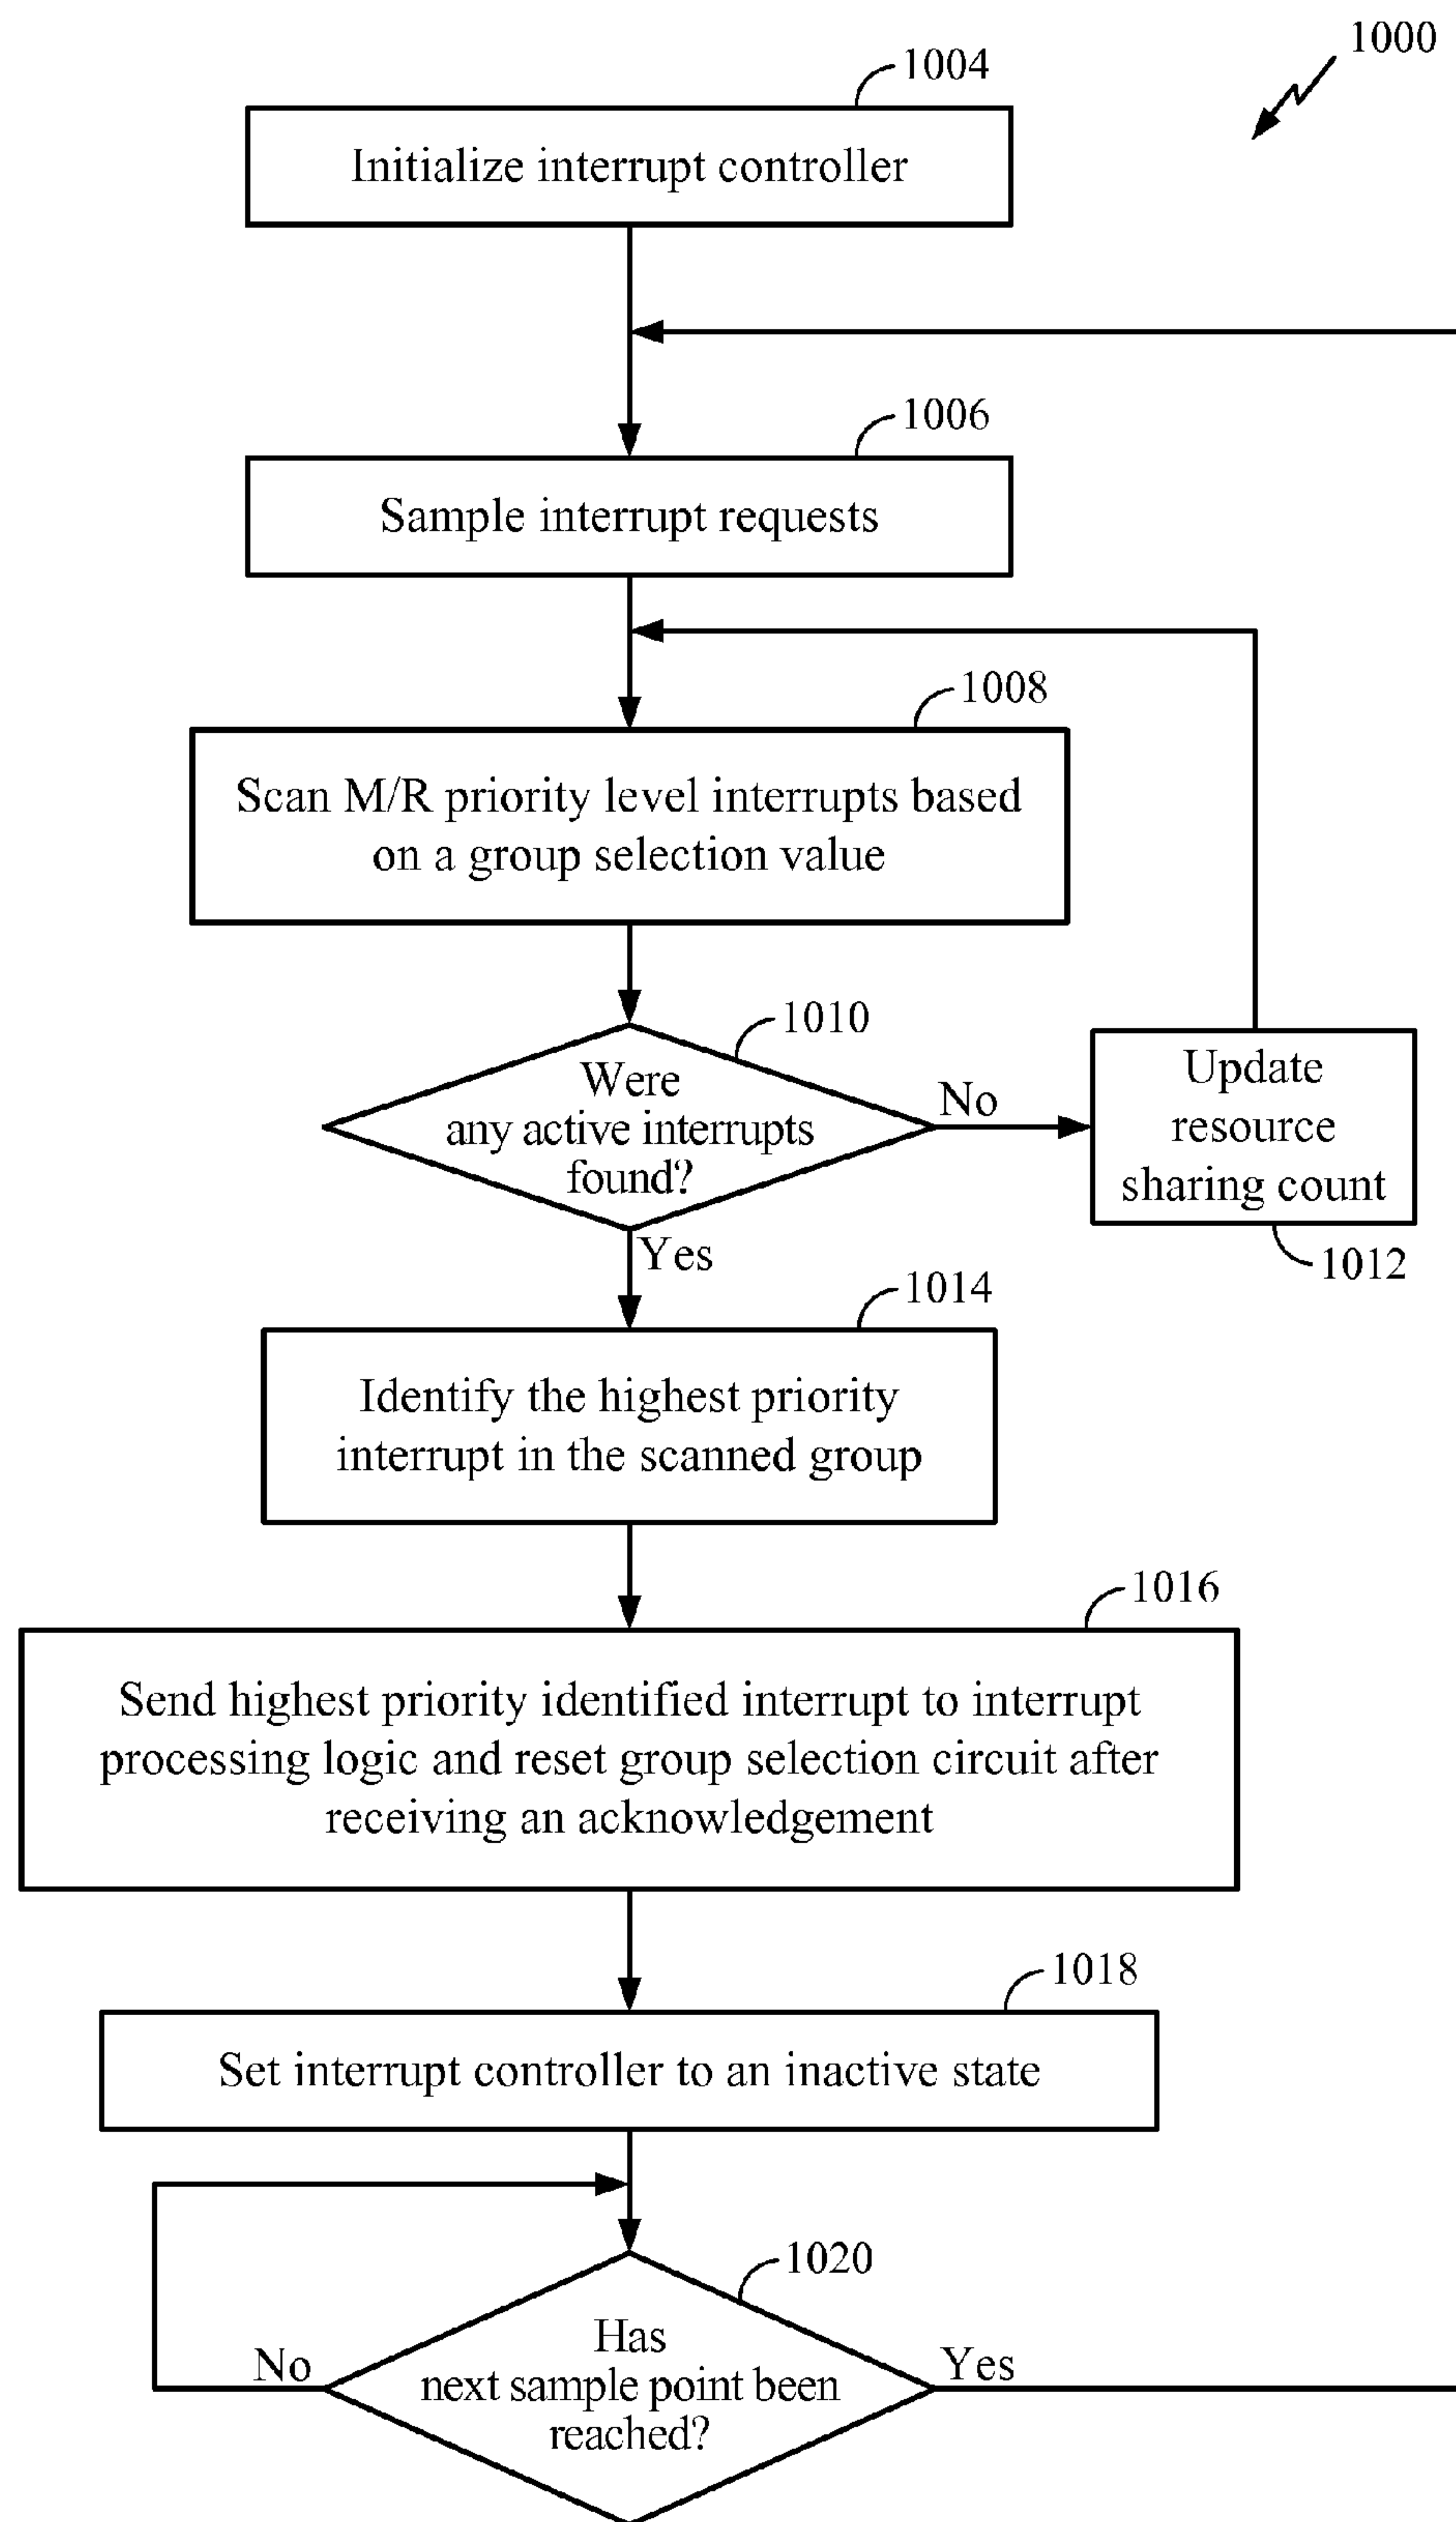 1000
1004
Initialize interrupt controller
1006
Sample interrupt requests
1008
Scan M/R priority level interrupts based
on a group selection value
1010
Were
any active interrupts
found?
No
Update
resource
sharing count
1012
Yes
1014
Identify the highest priority
interrupt in the scanned group
1016
Send highest priority identified interrupt to interrupt
processing logic and reset group selection circuit after
receiving an acknowledgement
1018
Set interrupt controller to an inactive state
1020
Has
next sample point been
reached?
No
Yes